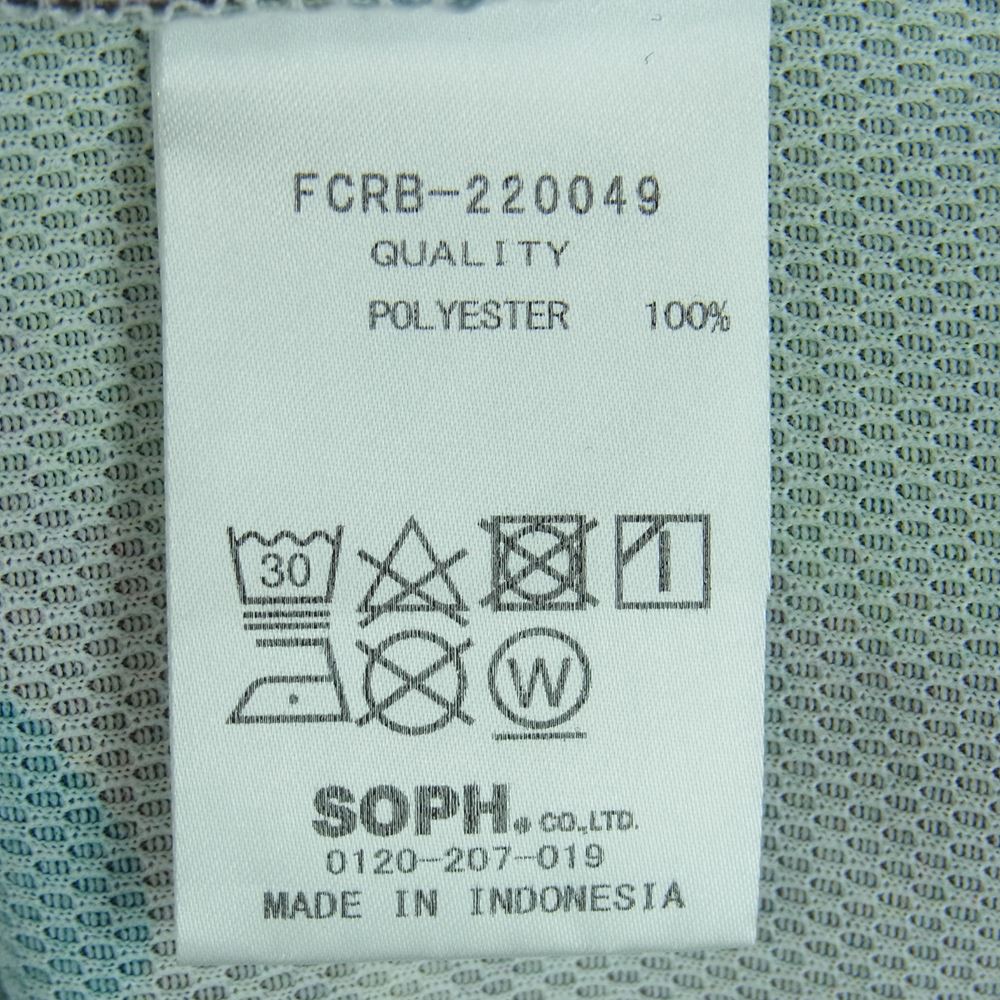 FCRB-220049
QUALITY
POLYESTER 100%
30
W
SOPH. CO.,LTD.
0120-207-019
MADE IN INDONESIA